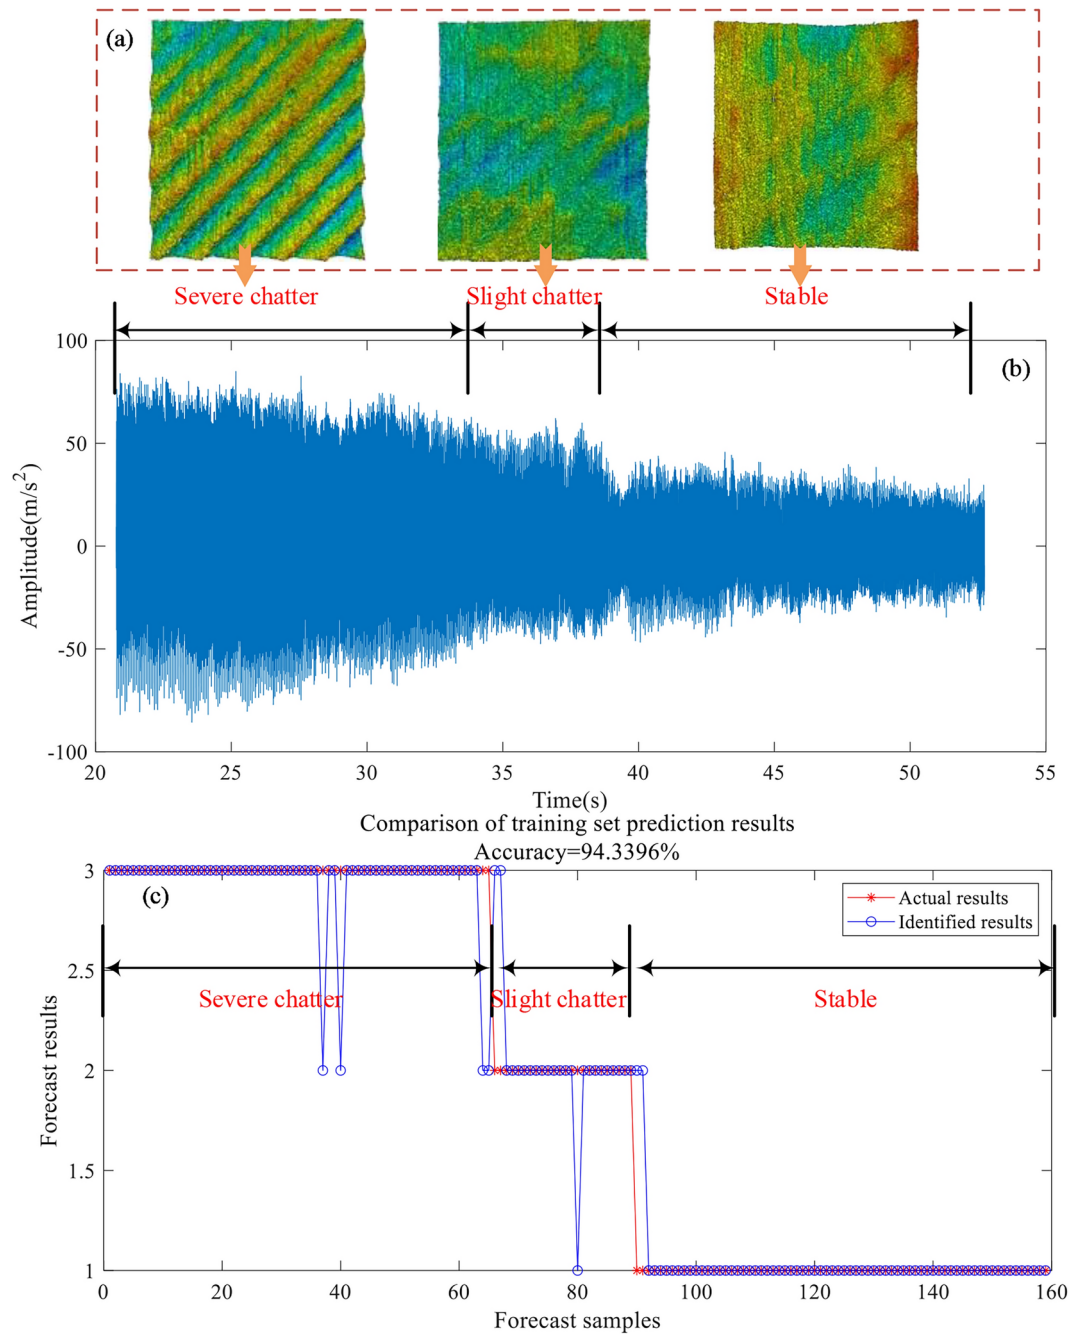 (a)
Severe chatter
Slight chatter
Stable
(b)
100
50
0
-50
-100
Amplitude(m/s²)
20
25
30
35
40
45
50
55
Time(s)
Comparison of training set prediction results
Accuracy=94.3396%
(c)
Actual results
Identified results
Severe chatter
Slight chatter
Stable
3
2.5
2
1.5
1
Forecast results
0
20
40
60
80
100
120
140
160
Forecast samples